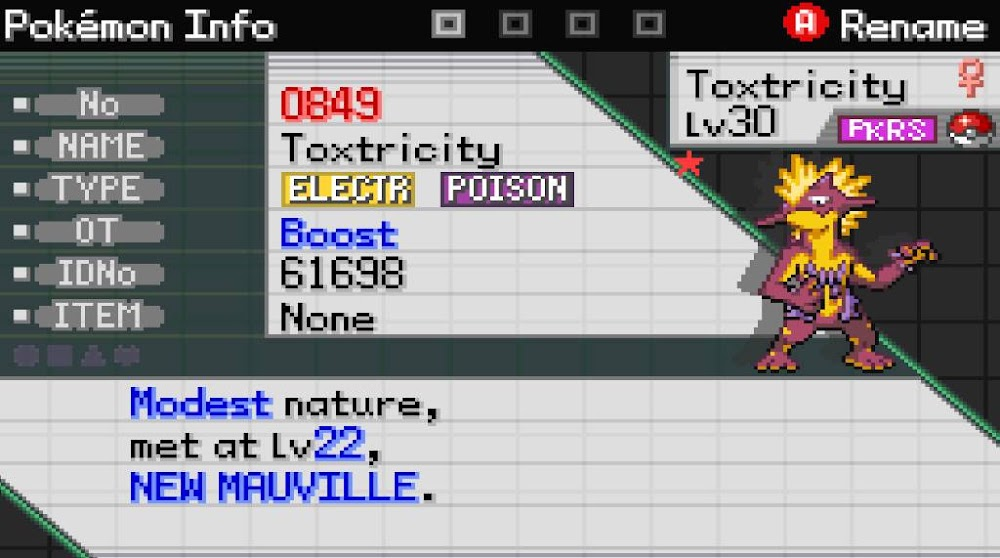 Pokémon Info
A Rename
Toxtricity ♀
Lv30 PKRS
No 0849
NAME Toxtricity
TYPE ELECTR POISON
OT Boost
IDNo 61698
ITEM None
Modest nature,
met at Lv22,
NEW MAUVILLE.